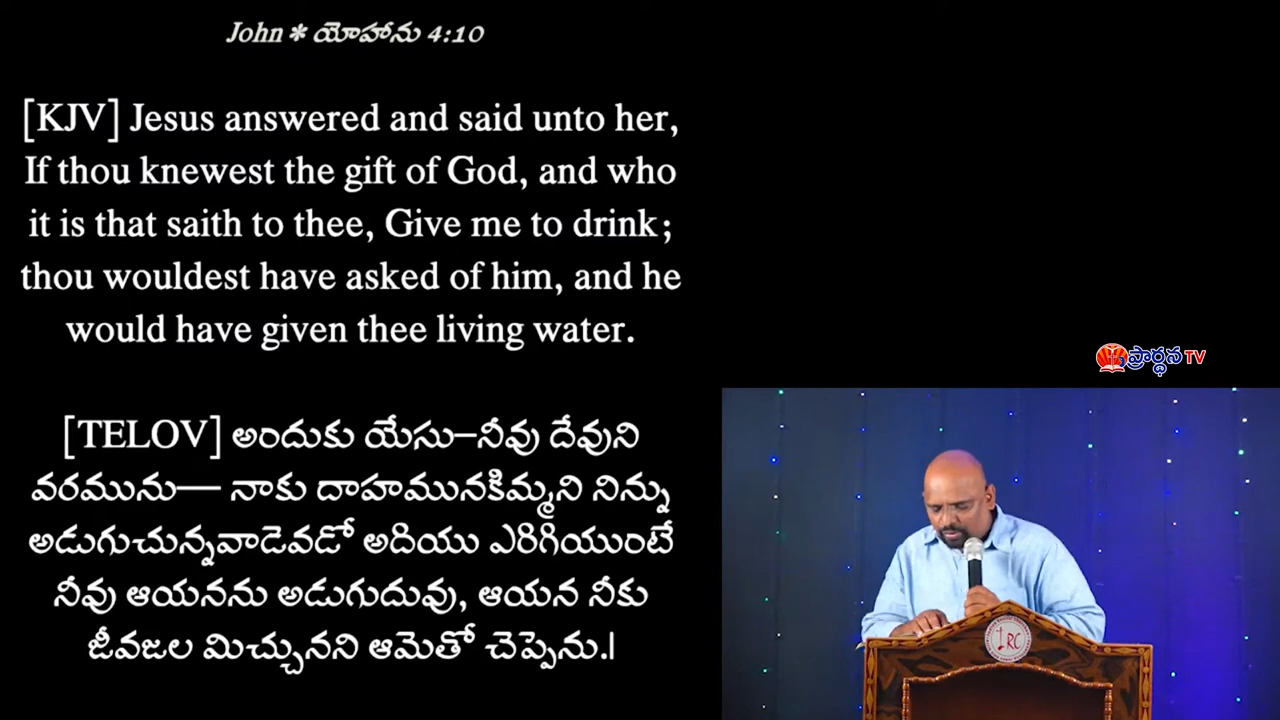 John * యోహాను 4:10
[KJV] Jesus answered and said unto her,
If thou knewest the gift of God, and who
it is that saith to thee, Give me to drink;
thou wouldest have asked of him, and he
would have given thee living water.
[TELOV] అందుకు యేసు–నీవు దేవుని
వరమును— నాకు దాహమునకిమ్మని నిన్ను
అడుగుచున్నవాడెవడో అదియు ఎరిగియుంటే
నీవు ఆయనను అడుగుదువు, ఆయన నీకు
జీవజల మిచ్చునని ఆమెతో చెప్పెను.|
ప్రార్థన TV
RC